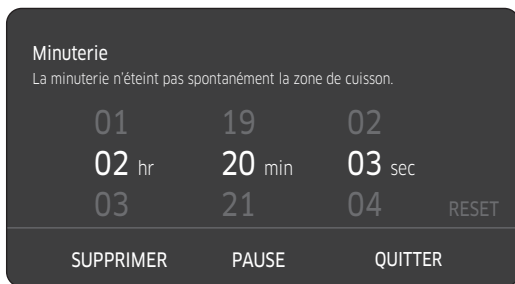 Minuterie
La minuterie n'éteint pas spontanément la zone de cuisson.
01 19 02
02 hr 20 min 03 sec
03 21 04 RESET
SUPPRIMER PAUSE QUITTER